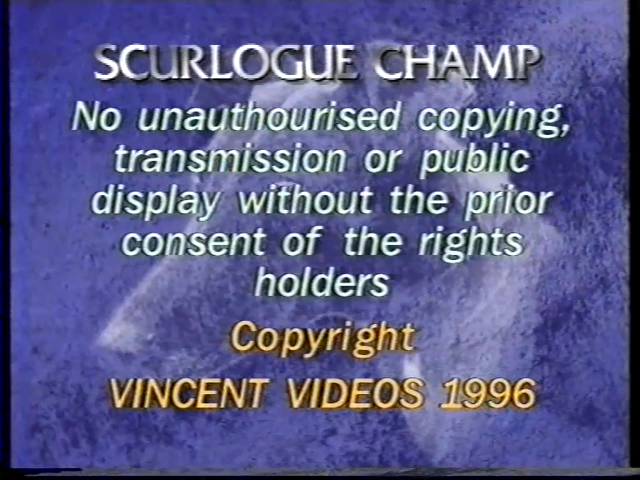 SCURLOGUE CHAMP
No unauthourised copying,
transmission or public
display without the prior
consent of the rights
holders
Copyright
VINCENT VIDEOS 1996